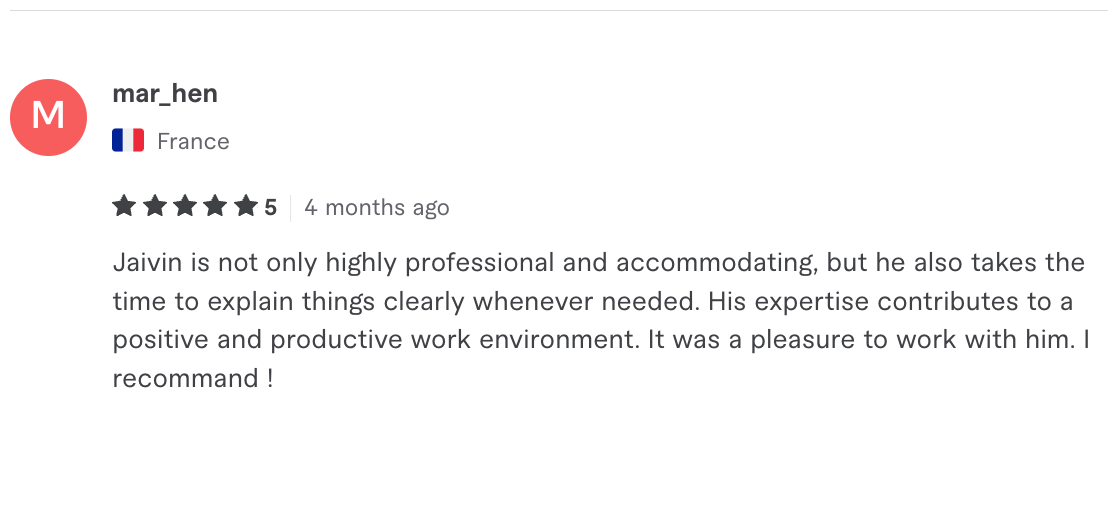 M
mar_hen
France
5 4 months ago
Jaivin is not only highly professional and accommodating, but he also takes the
time to explain things clearly whenever needed. His expertise contributes to a
positive and productive work environment. It was a pleasure to work with him. I
recommand !